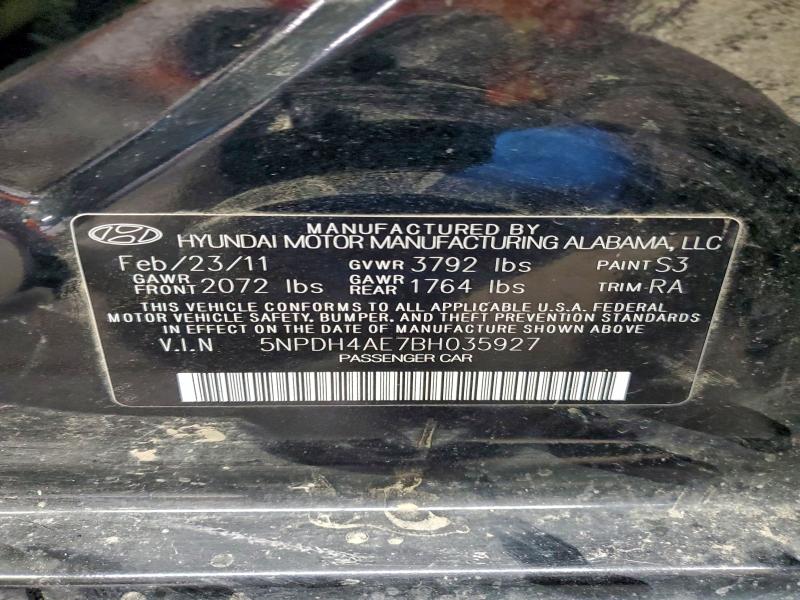 MANUFACTURED BY
HYUNDAI MOTOR MANUFACTURING ALABAMA, LLC
Feb/23/11 GVWR 3792 lbs PAINT S3
GAWR FRONT 2072 lbs GAWR REAR 1764 lbs TRIM RA
THIS VEHICLE CONFORMS TO ALL APPLICABLE U.S.A. FEDERAL
MOTOR VEHICLE SAFETY, BUMPER, AND THEFT PREVENTION STANDARDS
IN EFFECT ON THE DATE OF MANUFACTURE SHOWN ABOVE
V.I.N 5NPDH4AE7BH035927
PASSENGER CAR